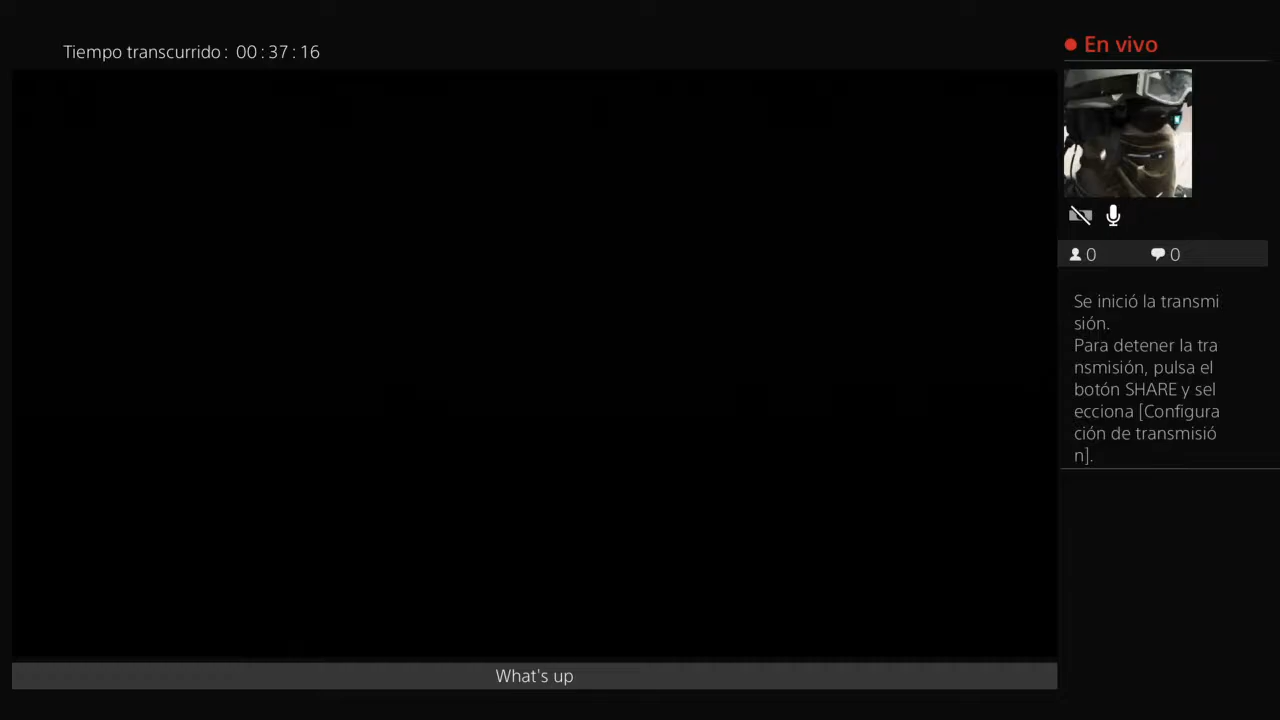 Tiempo transcurrido: 00:37:16
En vivo
0 0
Se inició la transmi
sión.
Para detener la tra
nsmisión, pulsa el
botón SHARE y sel
ecciona [Configura
ción de transmisió
n].
What's up